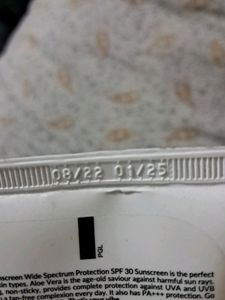 08/22 01/25
PGL
nscreen Wide Spectrum Protection SPF 30 Sunscreen is the perfect
in types. Aloe Vera is the age-old saviour against harmful sun rays.
, non-sticky, provides complete protection against UVA and UVB
a tan-free complexion every day. It also has PA+++ protection. Go